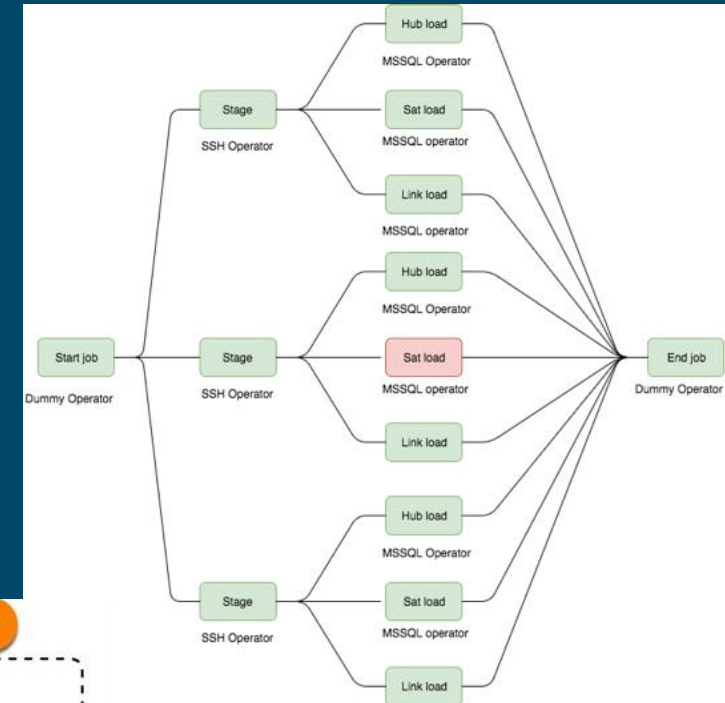 Hub load
MSSQL Operator
Stage
SSH Operator
Sat load
MSSQL operator
Link load
MSSQL operator
Hub load
MSSQL Operator
Start job
Dummy Operator
Stage
SSH Operator
Sat load
MSSQL operator
End job
Dummy Operator
Link load
Hub load
MSSQL Operator
Stage
SSH Operator
Sat load
MSSQL operator
Link load